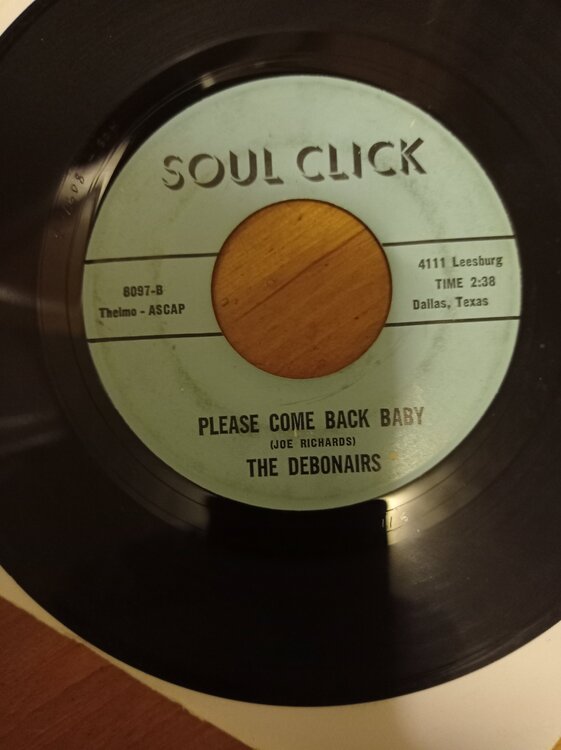 SOUL CLICK
8097-B
Thelmo - ASCAP
4111 Leesburg
TIME 2:38
Dallas, Texas
PLEASE COME BACK BABY
(JOE RICHARDS)
THE DEBONAIRS